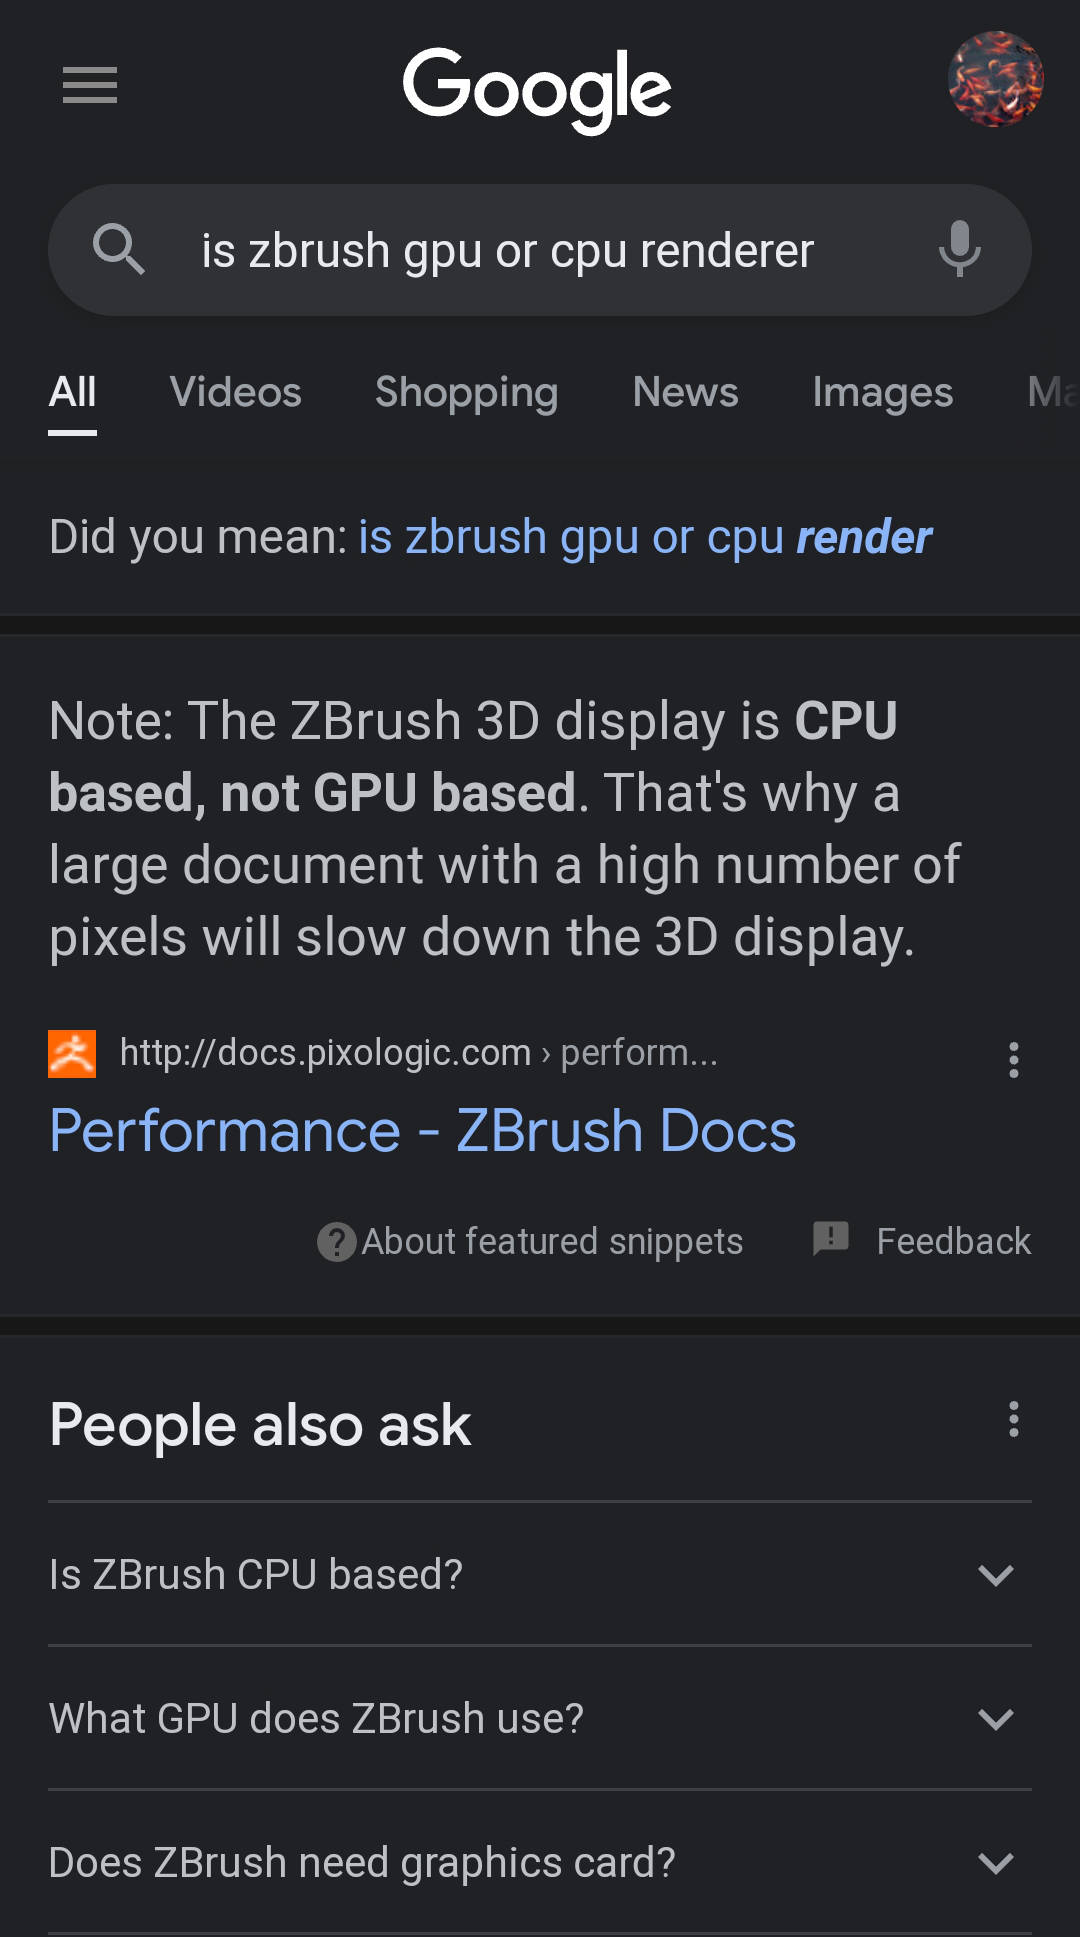 Google
is zbrush gpu or cpu renderer
All Videos Shopping News Images Ma
Did you mean: is zbrush gpu or cpu render
Note: The ZBrush 3D display is CPU
based, not GPU based. That's why a
large document with a high number of
pixels will slow down the 3D display.
http://docs.pixologic.com › perform...
Performance - ZBrush Docs
About featured snippets Feedback
People also ask
Is ZBrush CPU based?
What GPU does ZBrush use?
Does ZBrush need graphics card?